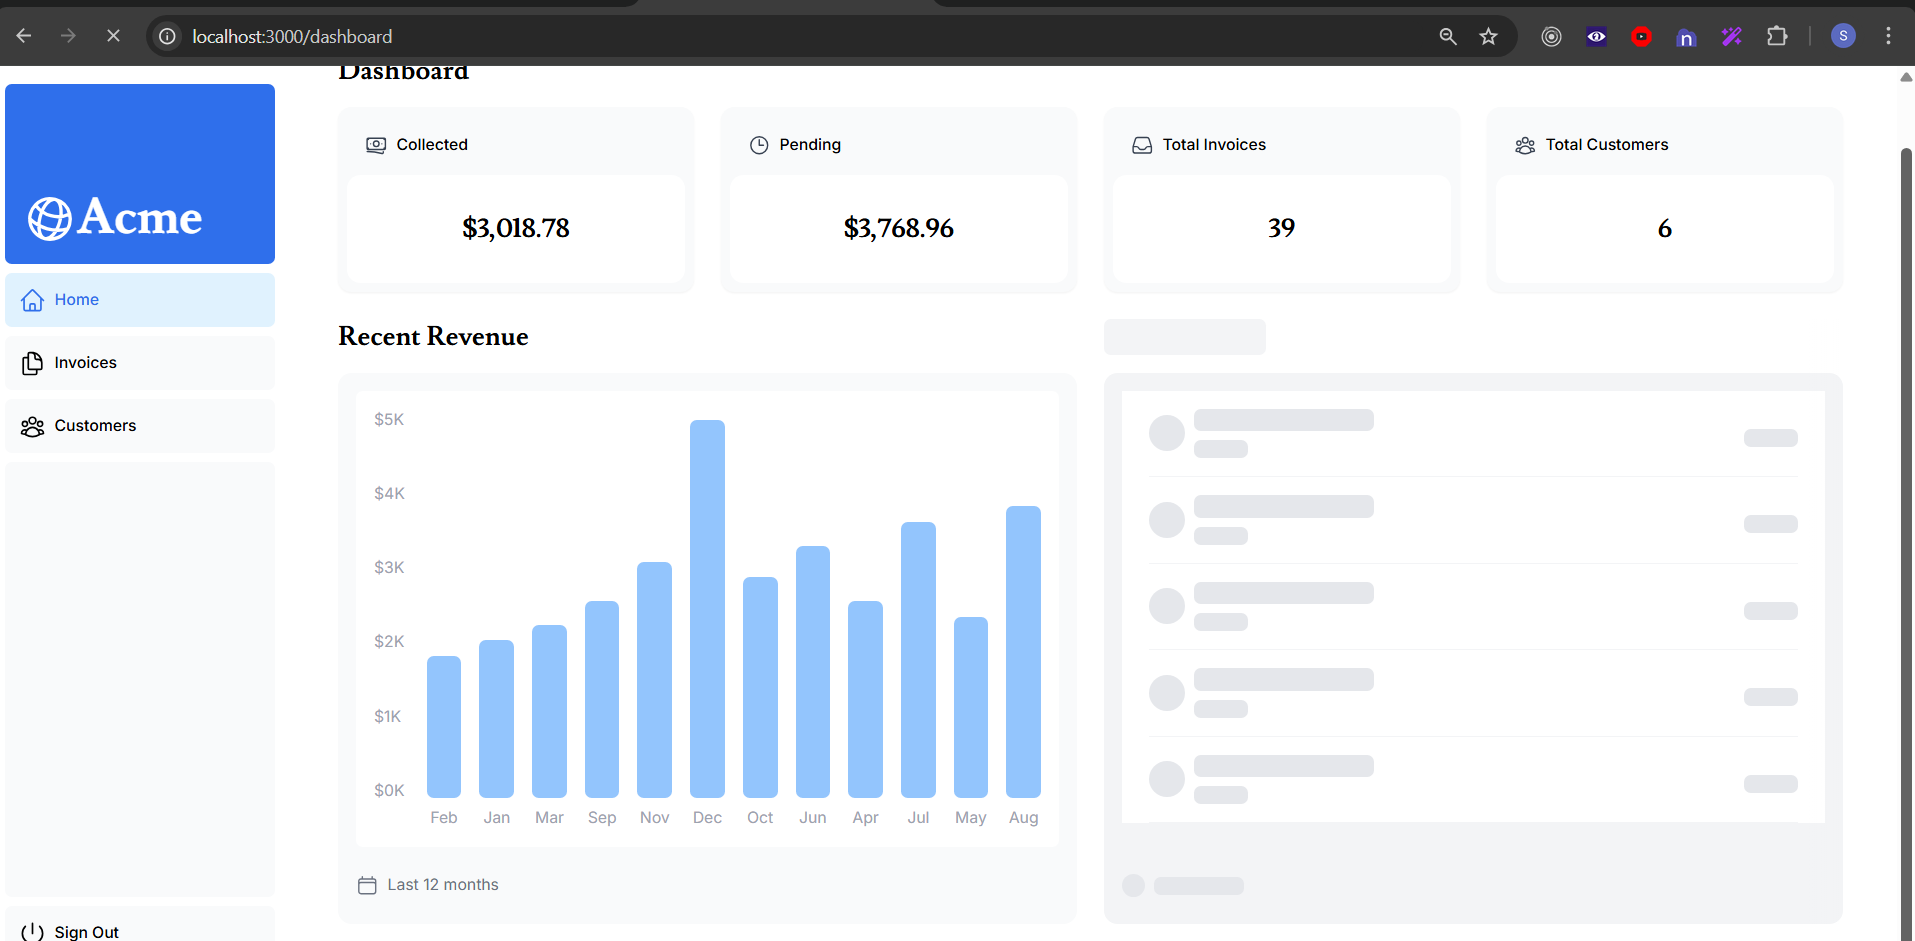 localhost:3000/dashboard
S
n
Dashboard
Acme
Home
Invoices
Customers
Sign Out
Collected
$3,018.78
Pending
$3,768.96
Total Invoices
39
Total Customers
6
Recent Revenue
$5K
$4K
$3K
$2K
$1K
$0K
Feb Jan Mar Sep Nov Dec Oct Jun Apr Jul May Aug
Last 12 months